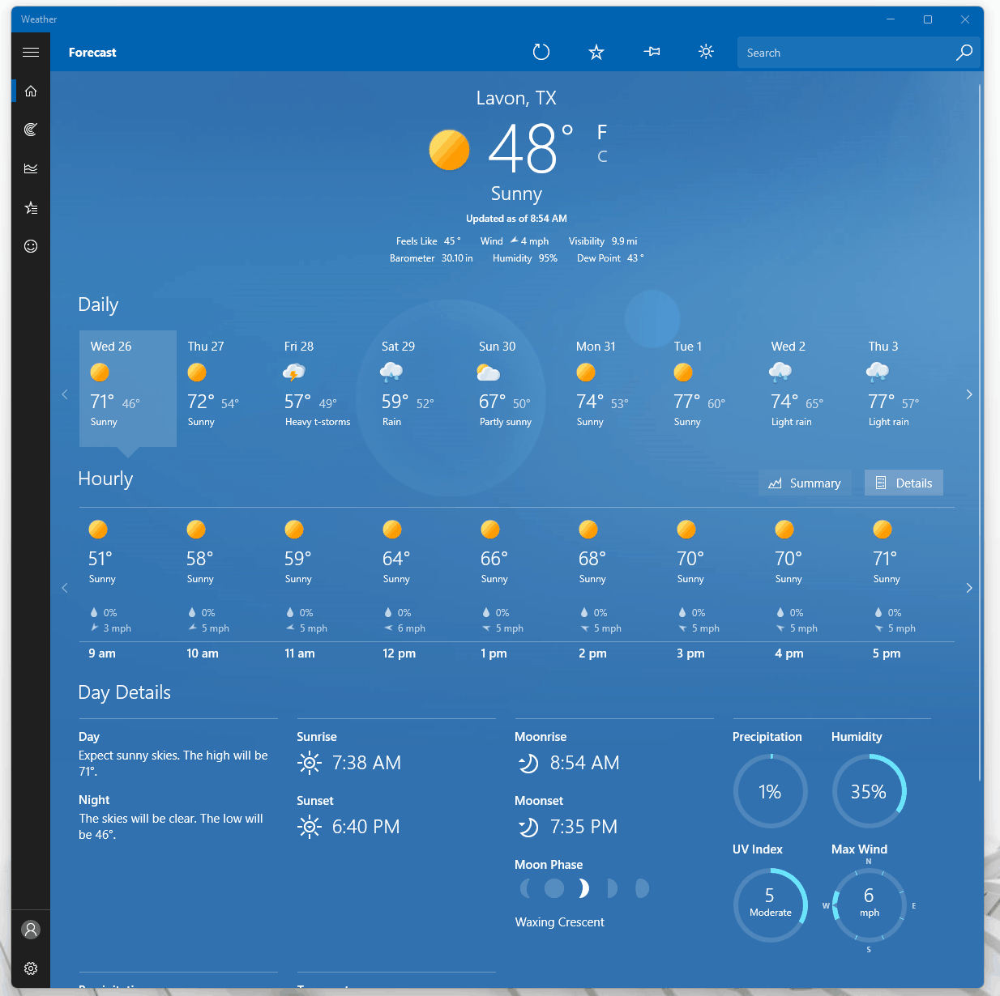 Weather
Forecast
Search
Lavon, TX
48° F
C
Sunny
Updated as of 8:54 AM
Feels Like 45 ° Wind 4 mph Visibility 9.9 mi
Barometer 30.10 in Humidity 95% Dew Point 43 °
Daily
Wed 26 Thu 27 Fri 28 Sat 29 Sun 30 Mon 31 Tue 1 Wed 2 Thu 3
71° 46° 72° 54° 57° 49° 59° 52° 67° 50° 74° 53° 77° 60° 74° 65° 77° 57°
Sunny Sunny Heavy t-storms Rain Partly sunny Sunny Sunny Light rain Light rain
Hourly
Summary Details
51° 58° 59° 64° 66° 68° 70° 70° 71°
Sunny Sunny Sunny Sunny Sunny Sunny Sunny Sunny Sunny
0% 0% 0% 0% 0% 0% 0% 0% 0%
3 mph 5 mph 5 mph 6 mph 5 mph 5 mph 5 mph 5 mph 5 mph
9 am 10 am 11 am 12 pm 1 pm 2 pm 3 pm 4 pm 5 pm
Day Details
Day
Expect sunny skies. The high will be
71°.
Night
The skies will be clear. The low will
be 46°.
Sunrise
7:38 AM
Sunset
6:40 PM
Moonrise
8:54 AM
Moonset
7:35 PM
Moon Phase
Waxing Crescent
Precipitation Humidity
1% 35%
UV Index Max Wind
N
5 6
W E
Moderate mph
S